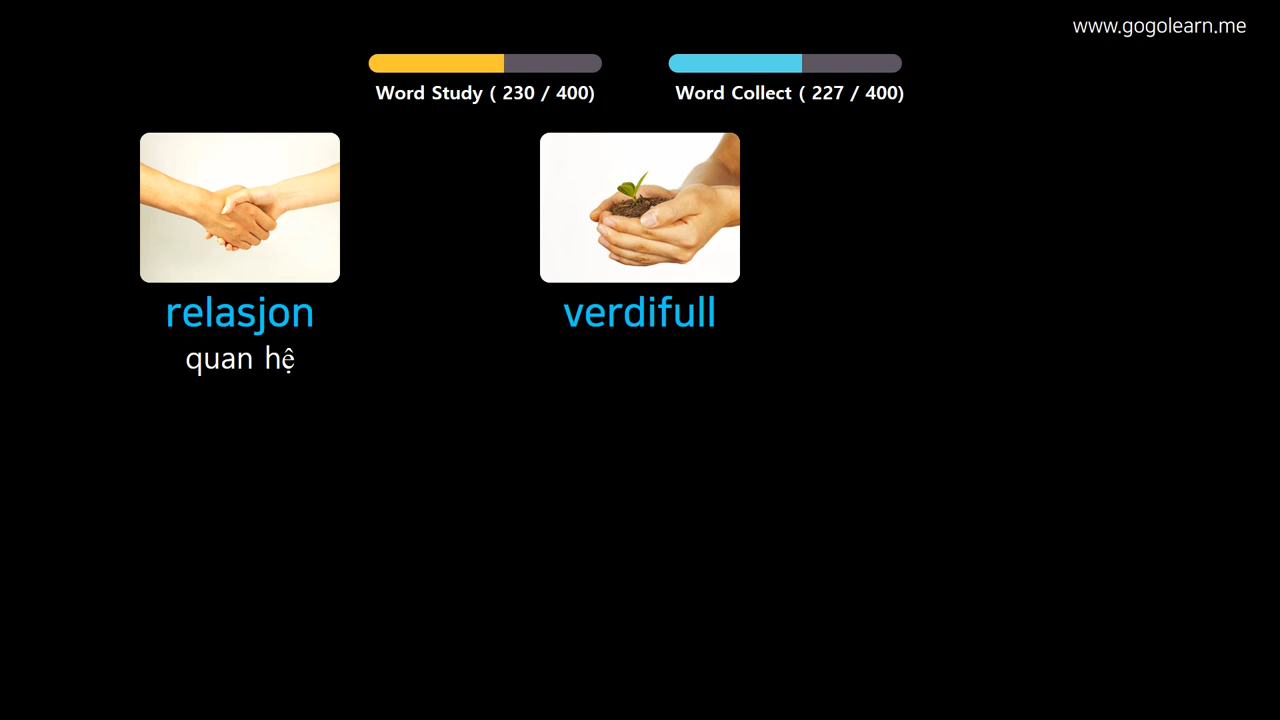 www.gogolearn.me
Word Study ( 230 / 400)
Word Collect ( 227 / 400)
relasjon
verdifull
quan hệ